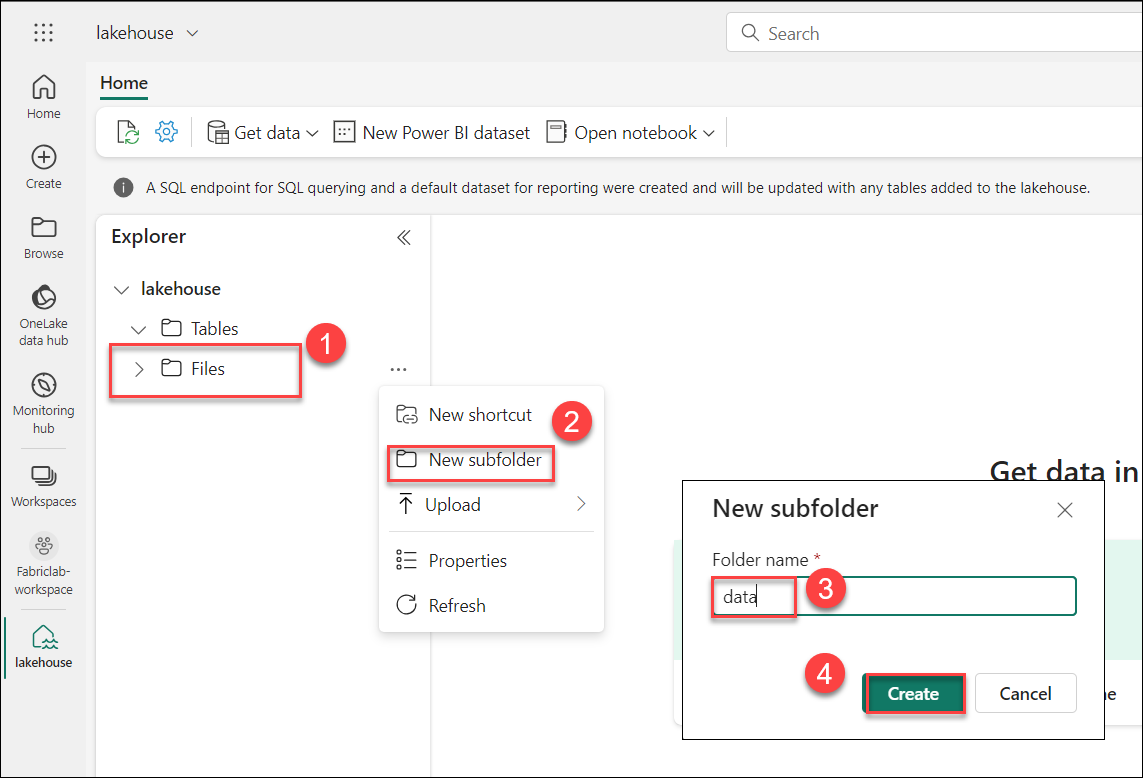 lakehouse
Search
Home
Home
Get data
New Power BI dataset
Open notebook
Create
A SQL endpoint for SQL querying and a default dataset for reporting were created and will be updated with any tables added to the lakehouse.
Browse
OneLake
data hub
Monitoring
hub
Workspaces
Fabriclab-
workspace
lakehouse
Explorer
lakehouse
Tables
1
Files
New shortcut
2
New subfolder
Upload
Properties
Refresh
Get data in
New subfolder
Folder name *
data
3
4
Create
Cancel